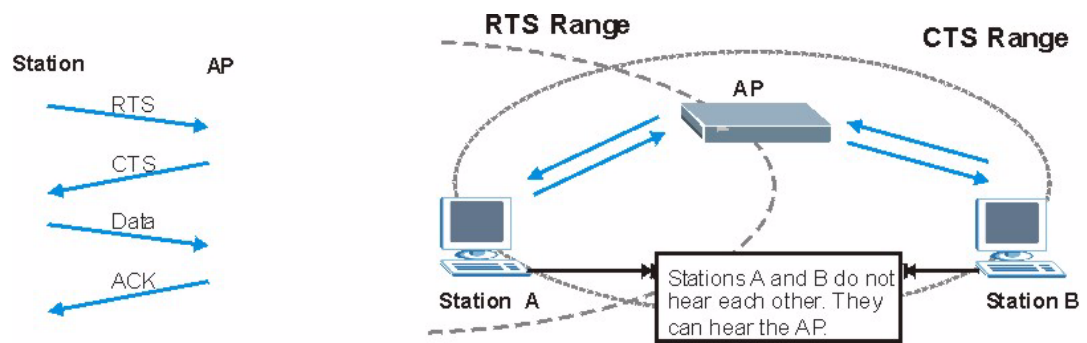 Station
AP
RTS
CTS
Data
ACK
RTS Range
CTS Range
AP
Station A
Station B
Stations A and B do not
hear each other. They
can hear the AP.